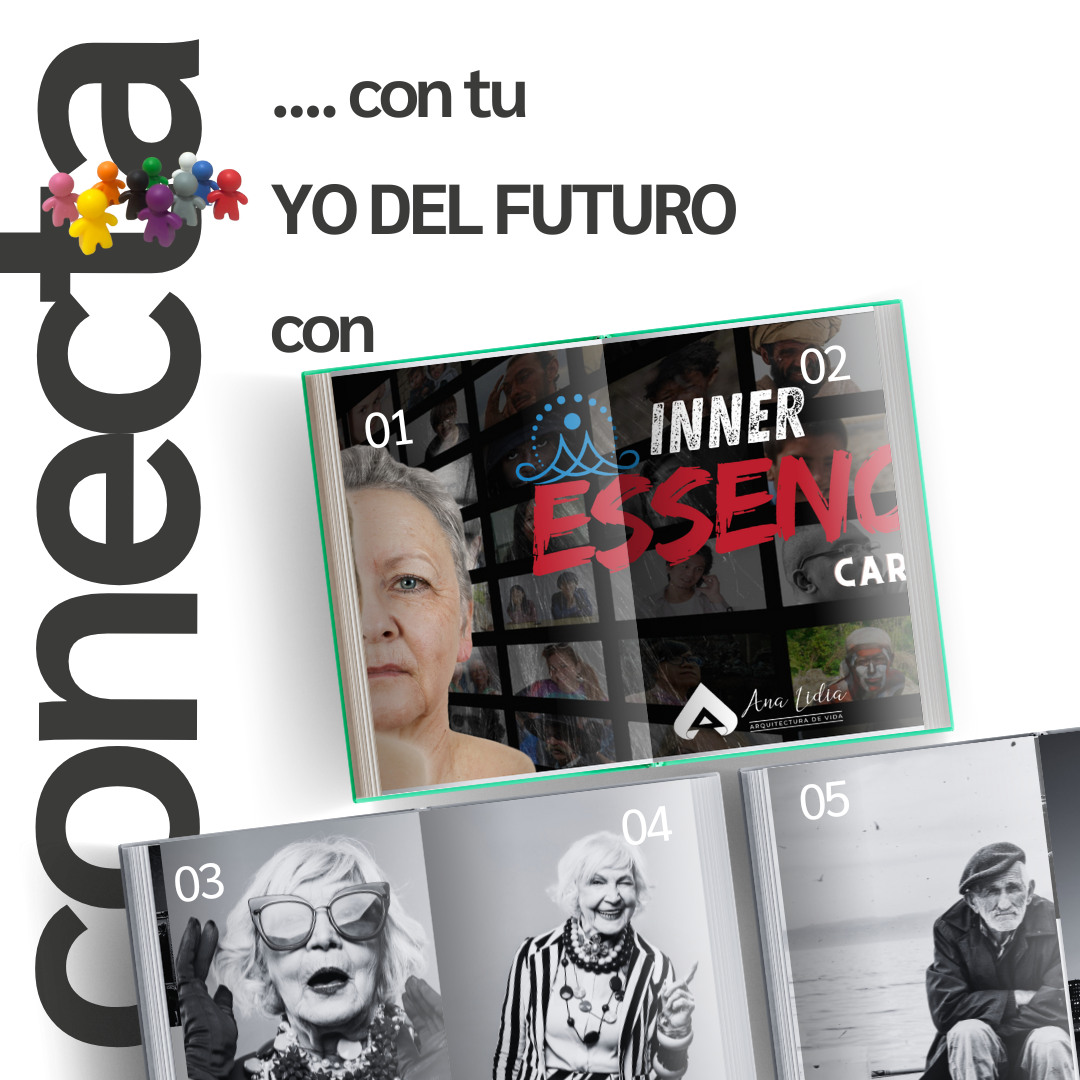 conecta
.... con tu
YO DEL FUTURO
con
01
02
INNER
ESSENC
CAR
Ana Lidia
ARQUITECTURA DE VIDA
03
04
05